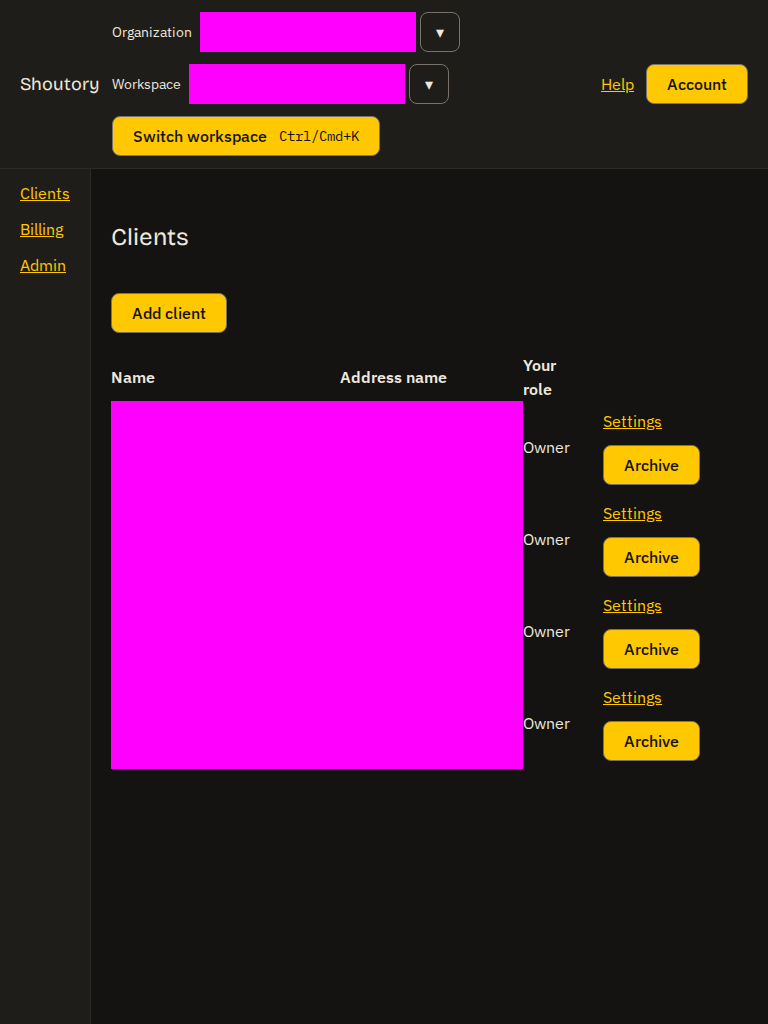 Organization ▼
Shoutory Workspace ▼ Help Account
Switch workspace Ctrl/Cmd+K
Clients
Billing
Admin
Clients
Add client
Name Address name Your role
Owner Settings Archive
Owner Settings Archive
Owner Settings Archive
Owner Settings Archive